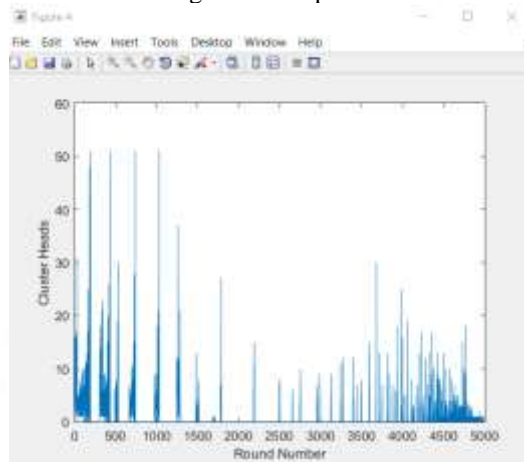 Figure 4
File Edit View Insert Tools Desktop Window Help
60
50
40
30
20
10
0
Cluster Heads
0 500 1000 1500 2000 2500 3000 3500 4000 4500 5000
Round Number